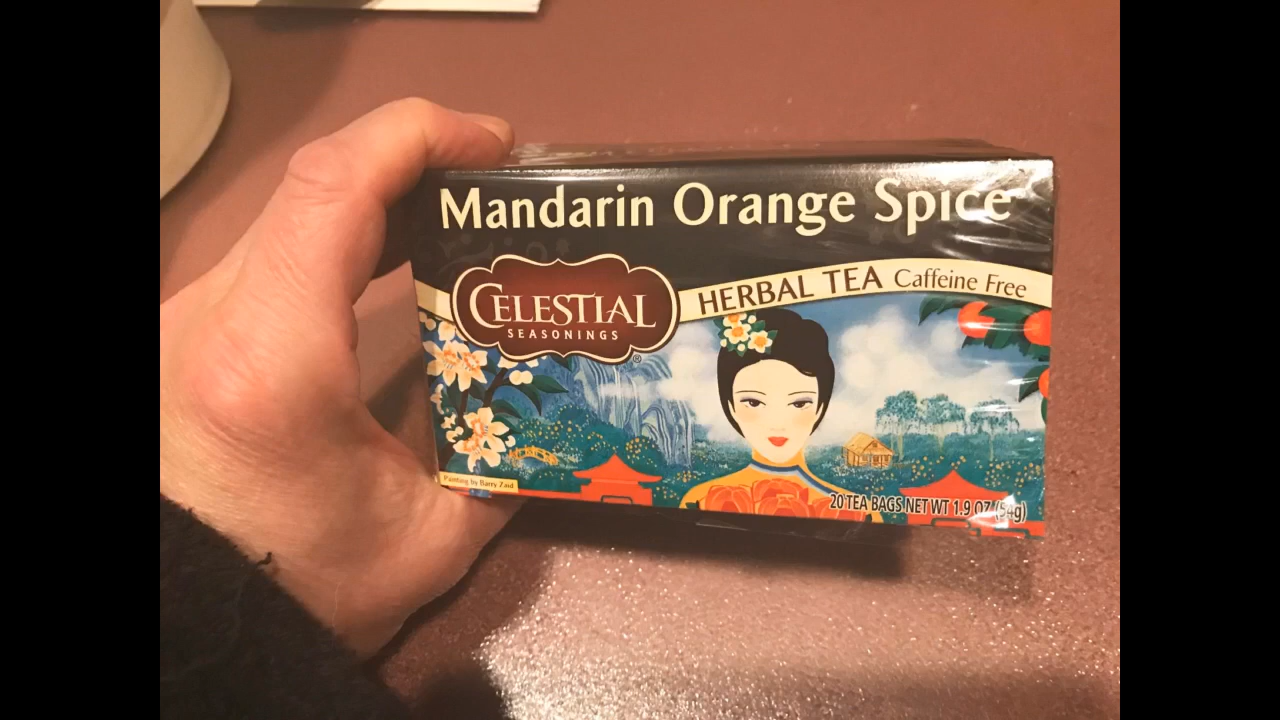 Mandarin Orange Spice
CELESTIAL
SEASONINGS®
HERBAL TEA Caffeine Free
Painting by Barry Zaid
20 TEA BAGS NET WT 1.9 OZ (54g)